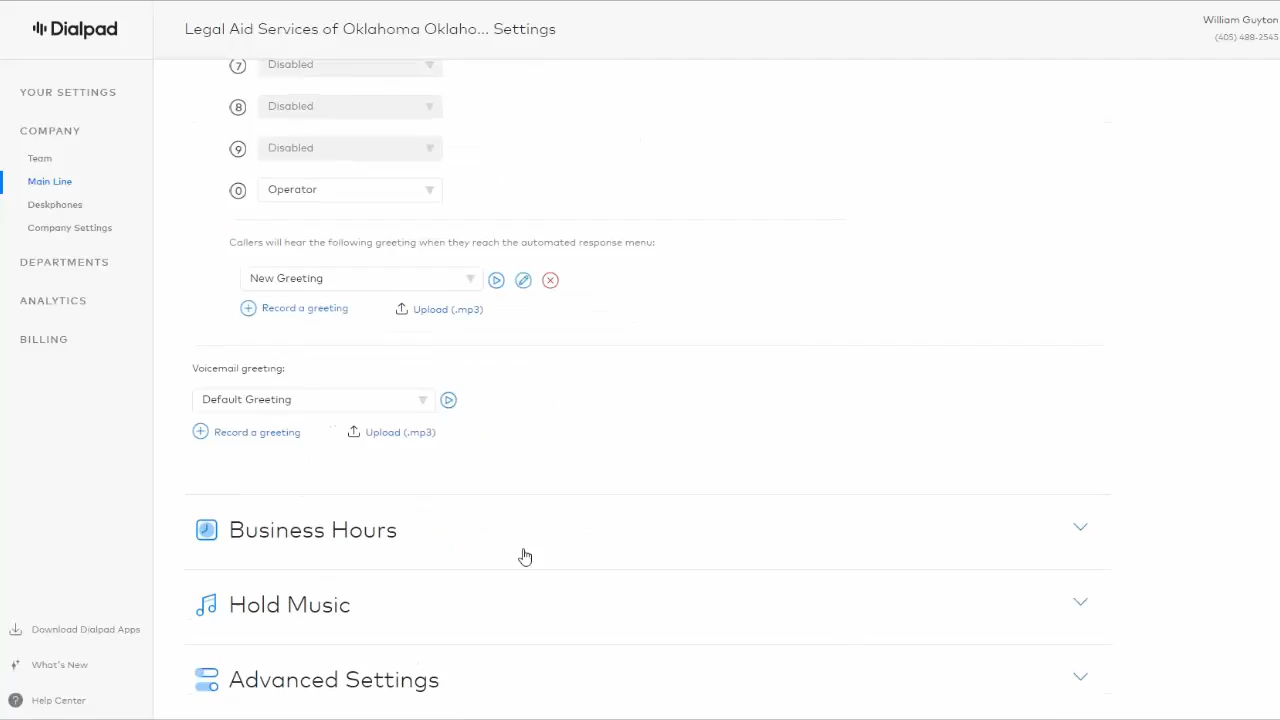 Dialpad
Legal Aid Services of Oklahoma Oklaho... Settings
William Guyton
(405) 488-2545
YOUR SETTINGS
COMPANY
Team
Main Line
Deskphones
Company Settings
DEPARTMENTS
ANALYTICS
BILLING
Download Dialpad Apps
What's New
Help Center
7 Disabled
8 Disabled
9 Disabled
0 Operator
Callers will hear the following greeting when they reach the automated response menu:
New Greeting
Record a greeting Upload (.mp3)
Voicemail greeting:
Default Greeting
Record a greeting Upload (.mp3)
Business Hours
Hold Music
Advanced Settings